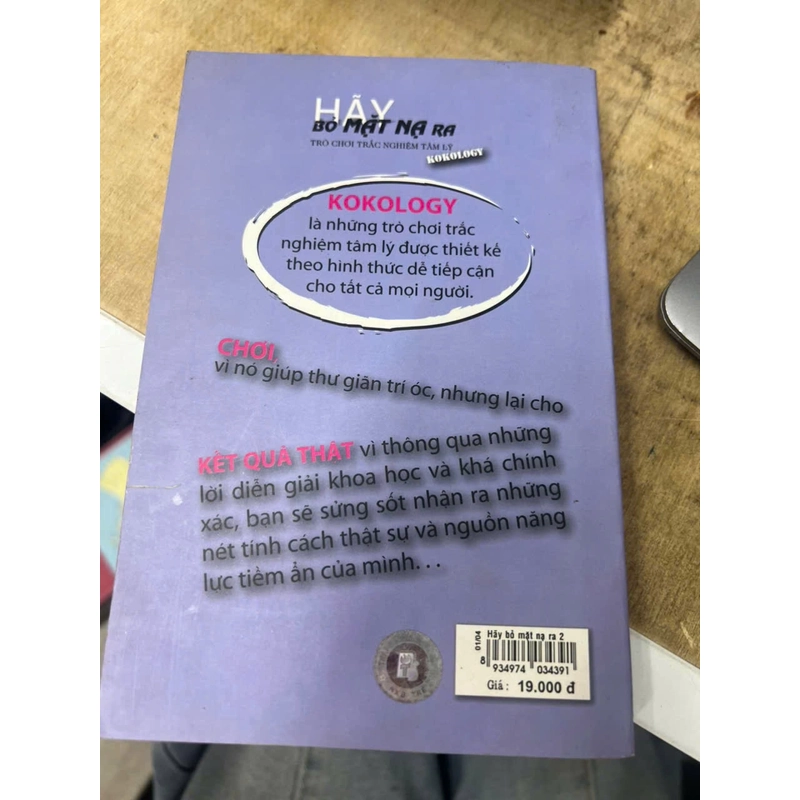 HÃY
BỎ MẶT NẠ RA
TRÒ CHƠI TRẮC NGHIỆM TÂM LÝ
KOKOLOGY
KOKOLOGY
là những trò chơi trắc
nghiệm tâm lý được thiết kế
theo hình thức dễ tiếp cận
cho tất cả mọi người.
CHƠI
vì nó giúp thư giãn trí óc, nhưng lại cho
KẾT QUẢ THẬT vì thông qua những
lời diễn giải khoa học và khá chính
xác, bạn sẽ sửng sốt nhận ra những
nét tính cách thật sự và nguồn năng
lực tiềm ẩn của mình...
01/04
Hãy bỏ mặt nạ ra 2
8 934974 034391
Giá: 19.000 đ